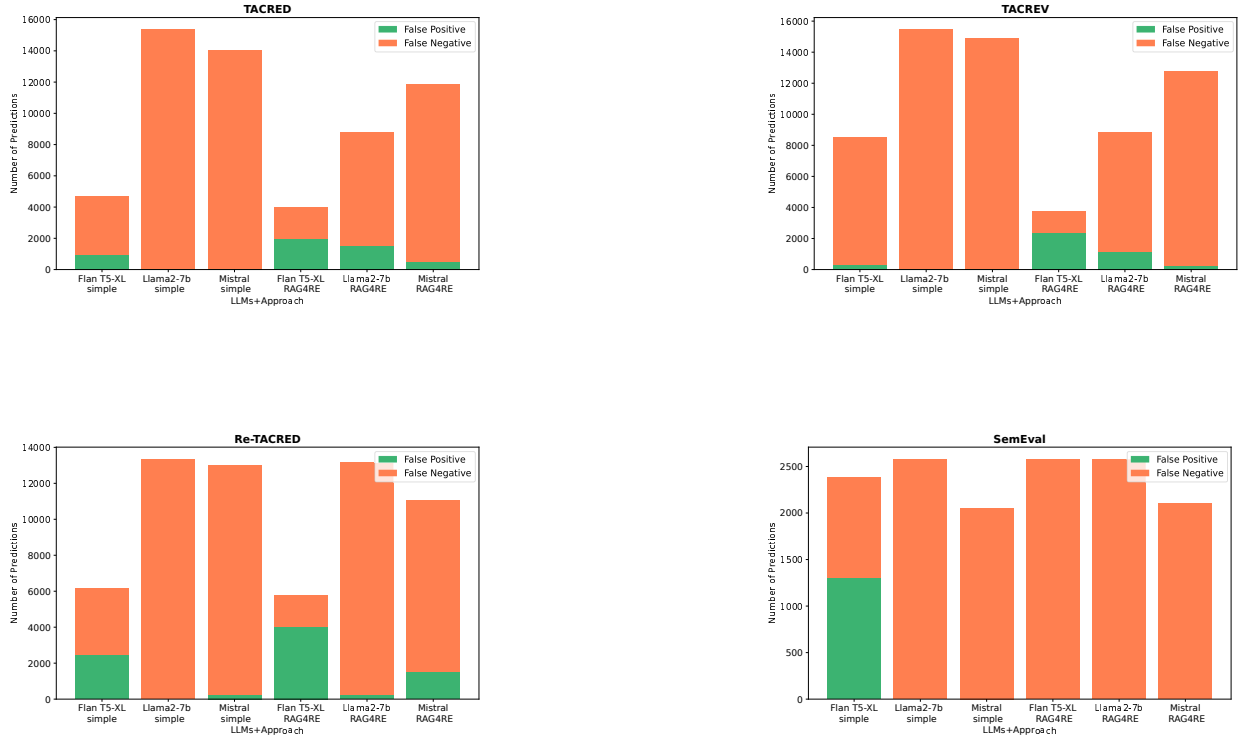 TACRED
16000
14000
12000
10000
8000
6000
4000
2000
0
Number of Predictions
False Positive
False Negative
Flan T5-XL simple
Llama2-7b simple
Mistral simple
Flan T5-XL RAG4RE
Llama2-7b RAG4RE
Mistral RAG4RE
LLMs+Approach
TACREV
16000
14000
12000
10000
8000
6000
4000
2000
0
Number of Predictions
False Positive
False Negative
Flan T5-XL simple
Llama2-7b simple
Mistral simple
Flan T5-XL RAG4RE
Llama2-7b RAG4RE
Mistral RAG4RE
LLMs+Approach
Re-TACRED
14000
12000
10000
8000
6000
4000
2000
0
Number of Predictions
False Positive
False Negative
Flan T5-XL simple
Llama2-7b simple
Mistral simple
Flan T5-XL RAG4RE
Llama2-7b RAG4RE
Mistral RAG4RE
LLMs+Approach
SemEval
2500
2000
1500
1000
500
0
Number of Predictions
False Positive
False Negative
Flan T5-XL simple
Llama2-7b simple
Mistral simple
Flan T5-XL RAG4RE
Llama2-7b RAG4RE
Mistral RAG4RE
LLMs+Approach